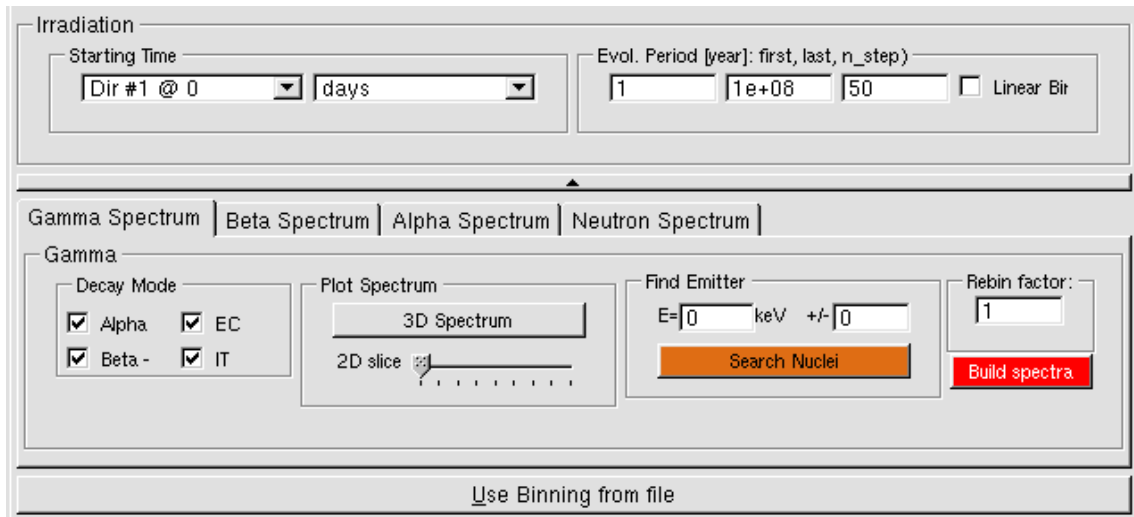 Irradiation
Starting Time
Evol. Period [year]: first, last, n_step)
Dir #1 @ 0 days 1 1e+08 50 Linear Bir
Gamma Spectrum Beta Spectrum Alpha Spectrum Neutron Spectrum
Gamma
Decay Mode Plot Spectrum Find Emitter Rebin factor:
Alpha EC 3D Spectrum E= 0 keV +/- 0 1
Beta - IT 2D slice Search Nuclei Build spectra
Use Binning from file